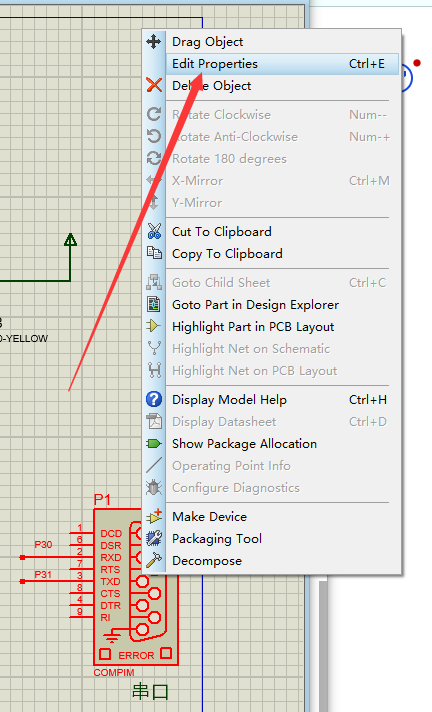 Drag Object
Edit Properties Ctrl+E
Object
Rotate Clockwise Num--
Rotate Anti-Clockwise Num-+
Rotate 180 degrees
X-Mirror Ctrl+M
Y-Mirror
Cut To Clipboard
Copy To Clipboard
Goto Child Sheet Ctrl+C
Goto Part in Design Explorer
Highlight Part in PCB Layout
Highlight Net on Schematic
Highlight Net on PCB Layout
Display Model Help Ctrl+H
Display Datasheet Ctrl+D
Show Package Allocation
Operating Point Info
Configure Diagnostics
Make Device
Packaging Tool
Decompose
-YELLOW
P1
1 DCD
6 DSR
P30 2 RXD
7 RTS
P31 3 TXD
8 CTS
4 DTR
9 RI
ERROR
COMPIM
串口